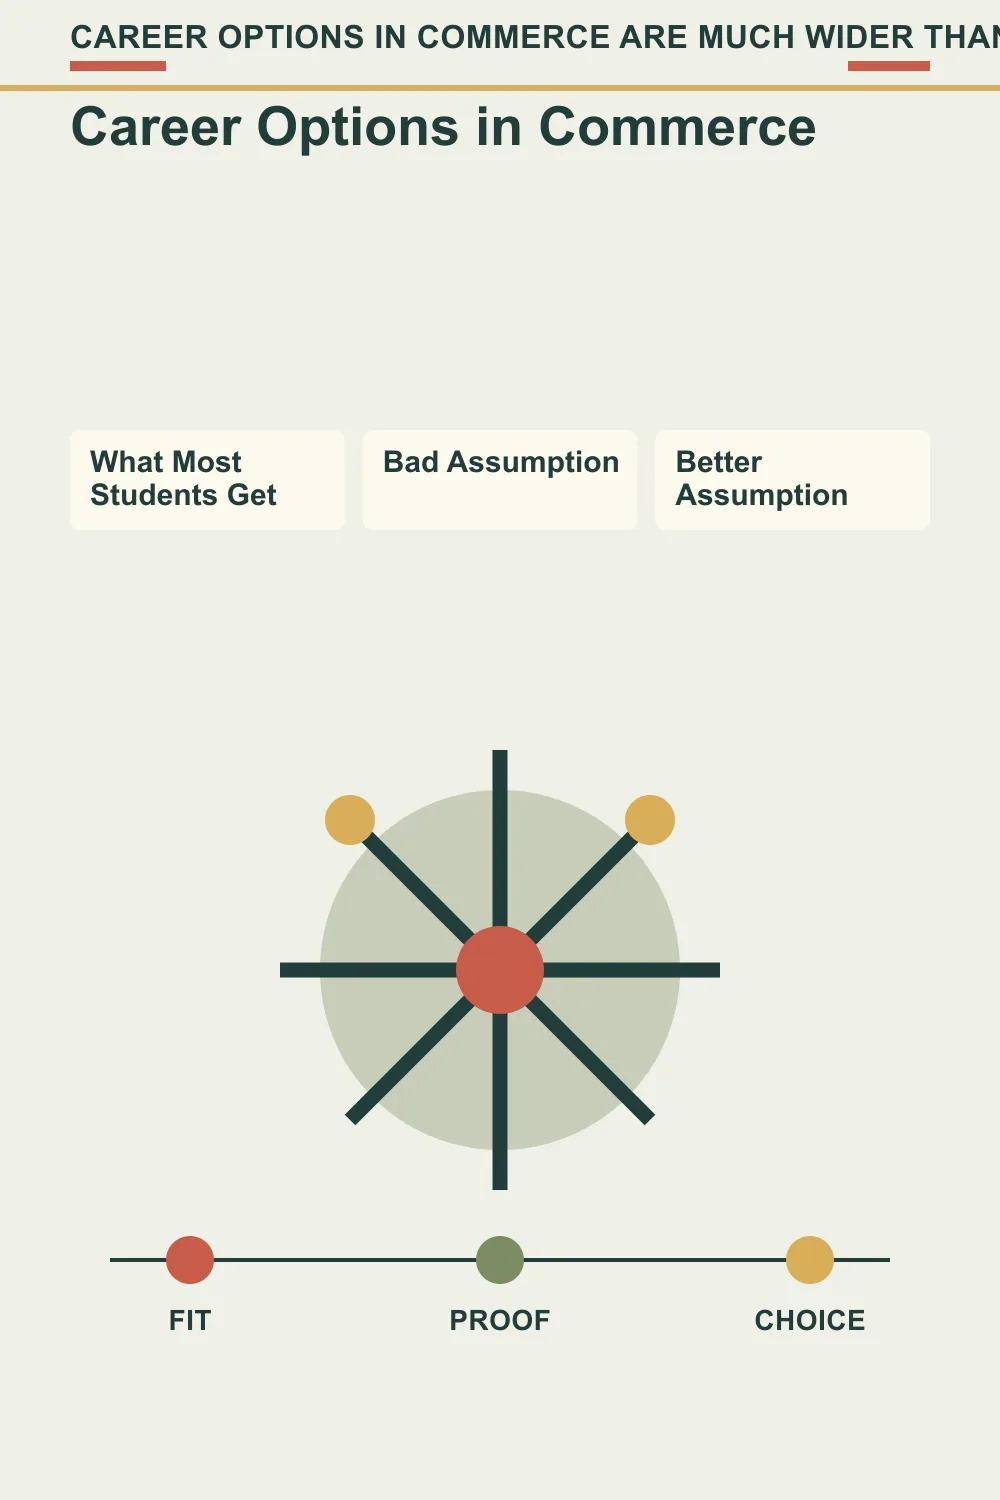 CAREER OPTIONS IN COMMERCE ARE MUCH WIDER THAN
Career Options in Commerce
What Most
Students Get
Bad Assumption
Better
Assumption
FIT
PROOF
CHOICE